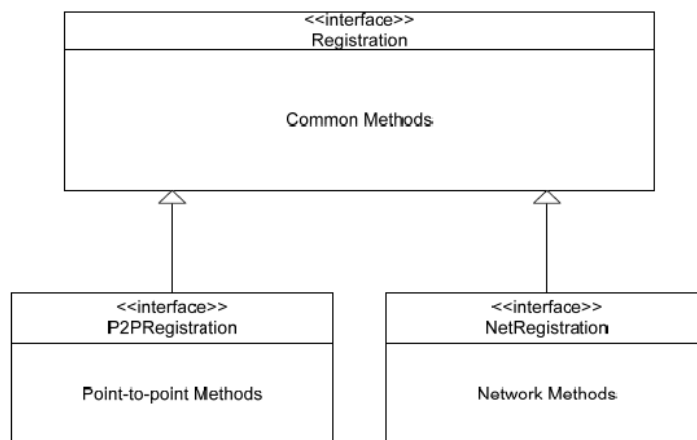 <<interface>>
Registration
Common Methods
<<interface>>
P2PRegistration
Point-to-point Methods
<<interface>>
NetRegistration
Network Methods